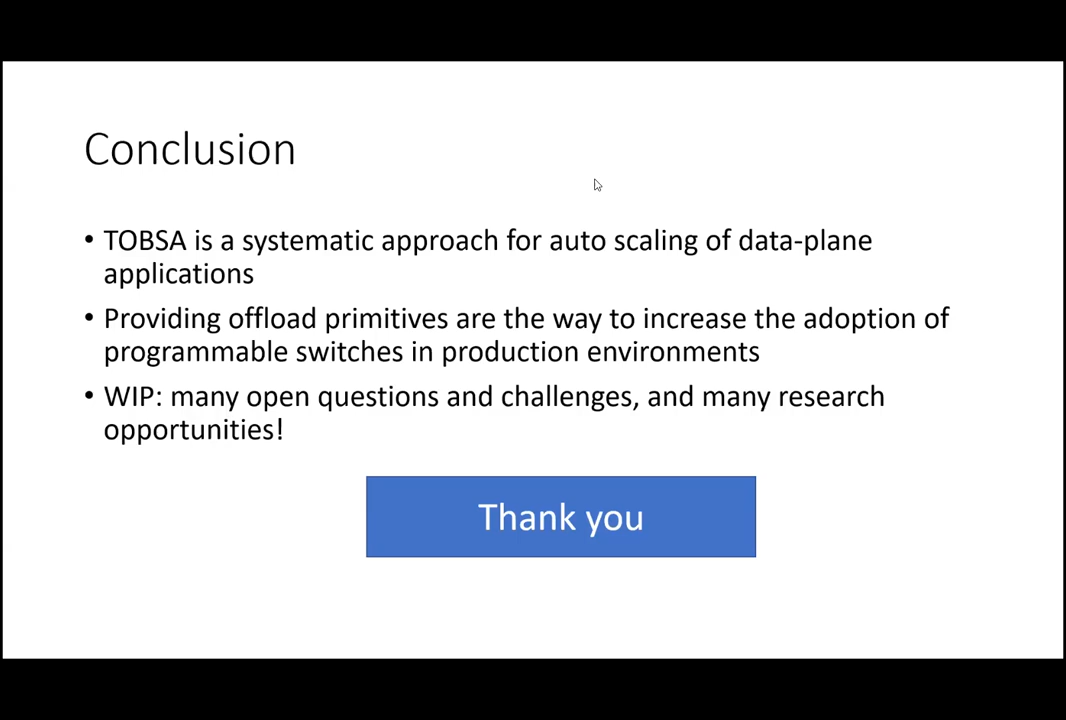 Conclusion
• TOBSA is a systematic approach for auto scaling of data-plane
applications
• Providing offload primitives are the way to increase the adoption of
programmable switches in production environments
• WIP: many open questions and challenges, and many research
opportunities!
Thank you